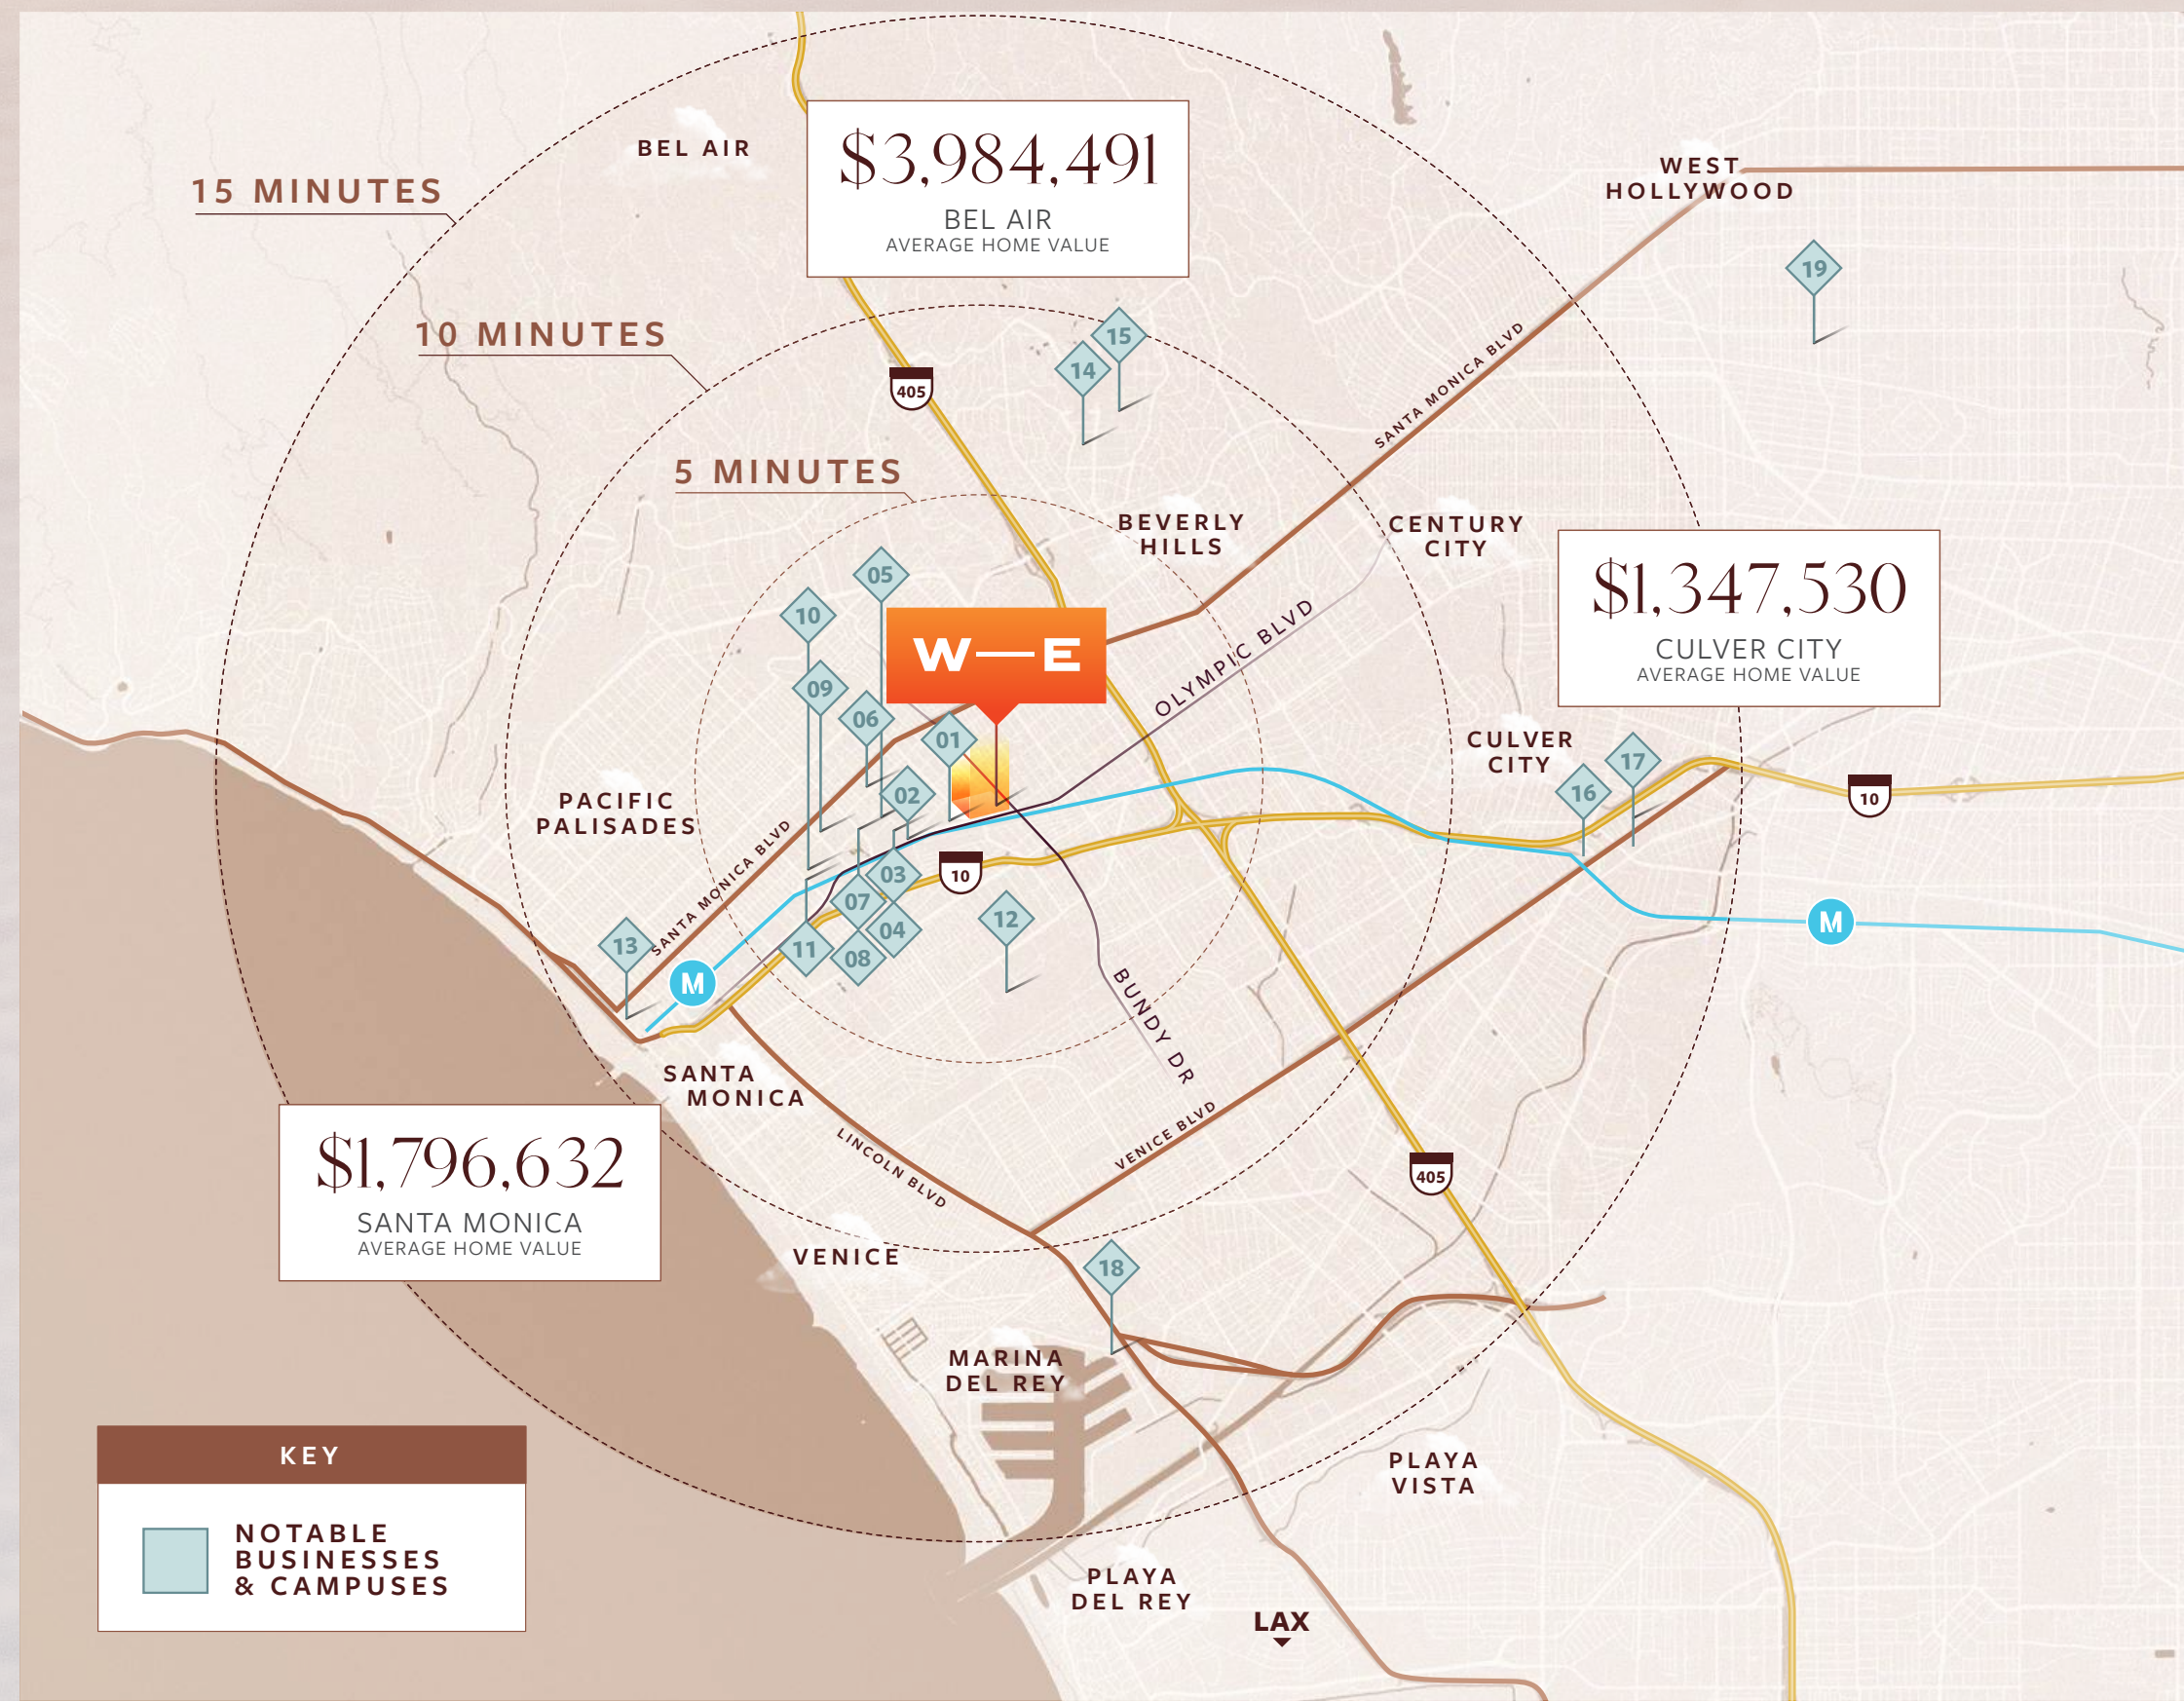 BEL AIR
$3,984,491
BEL AIR
AVERAGE HOME VALUE
15 MINUTES
WEST
HOLLYWOOD
19
10 MINUTES
15
14
405
SANTA MONICA BLVD
5 MINUTES
BEVERLY
HILLS
CENTURY
CITY
$1,347,530
CULVER CITY
AVERAGE HOME VALUE
05
10
W—E
OLYMPIC BLVD
09
06
01
CULVER
CITY
17
16
10
02
PACIFIC
PALISADES
SANTA MONICA BLVD
10
03
07
04
12
11
08
13
M
M
BUNDY DR
SANTA
MONICA
LINCOLN BLVD
VENICE BLVD
405
$1,796,632
SANTA MONICA
AVERAGE HOME VALUE
VENICE
18
MARINA
DEL REY
PLAYA
VISTA
KEY
NOTABLE
BUSINESSES
& CAMPUSES
PLAYA
DEL REY
LAX